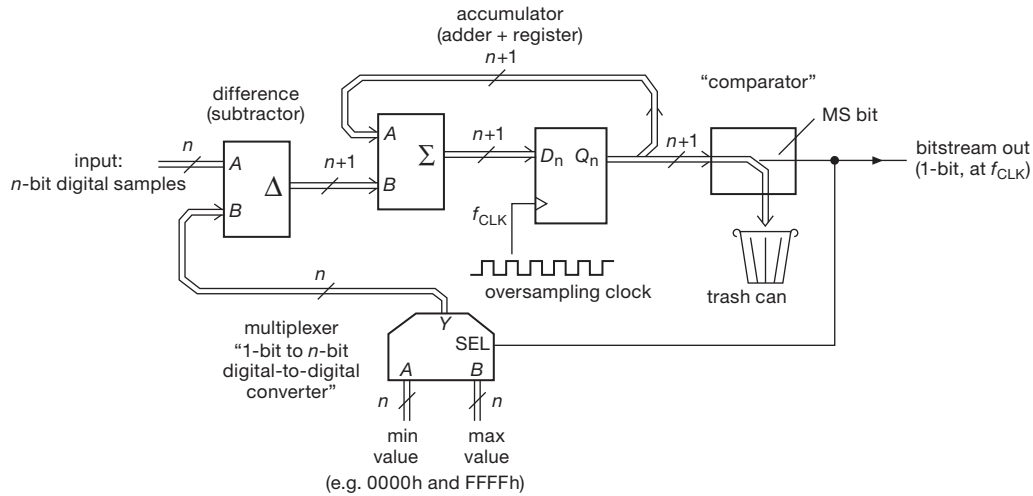 accumulator
(adder + register)
n+1
"comparator"
difference
(subtractor)
MS bit
input:
n-bit digital samples
n
A
B
Δ
n+1
A
B
Σ
n+1
Dn
Qn
n+1
bitstream out
(1-bit, at fCLK)
fCLK
oversampling clock
trash can
n
multiplexer
"1-bit to n-bit
digital-to-digital
converter"
Y
SEL
A
B
n
n
min
value
max
value
(e.g. 0000h and FFFFh)